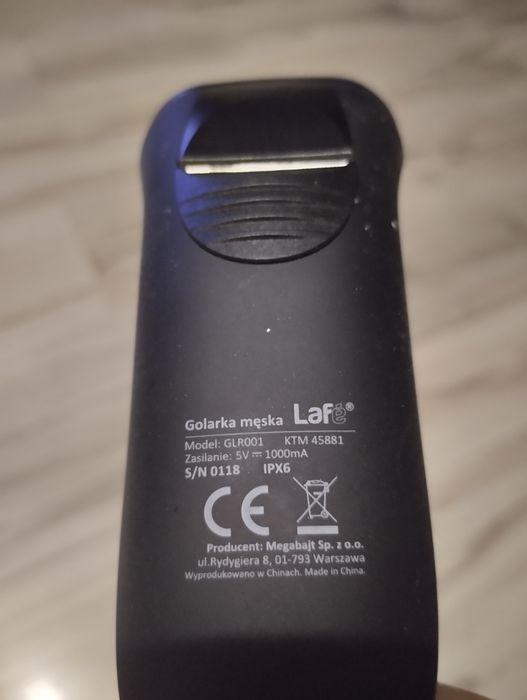 Golarka męska Lafé®
Model: GLR001 KTM 45881
Zasilanie: 5V ⎓ 1000mA
S/N 0118 IPX6
CE
Producent: Megabajt Sp. z o.o.
ul.Rydygiera 8, 01-793 Warszawa
Wyprodukowano w Chinach. Made in China.